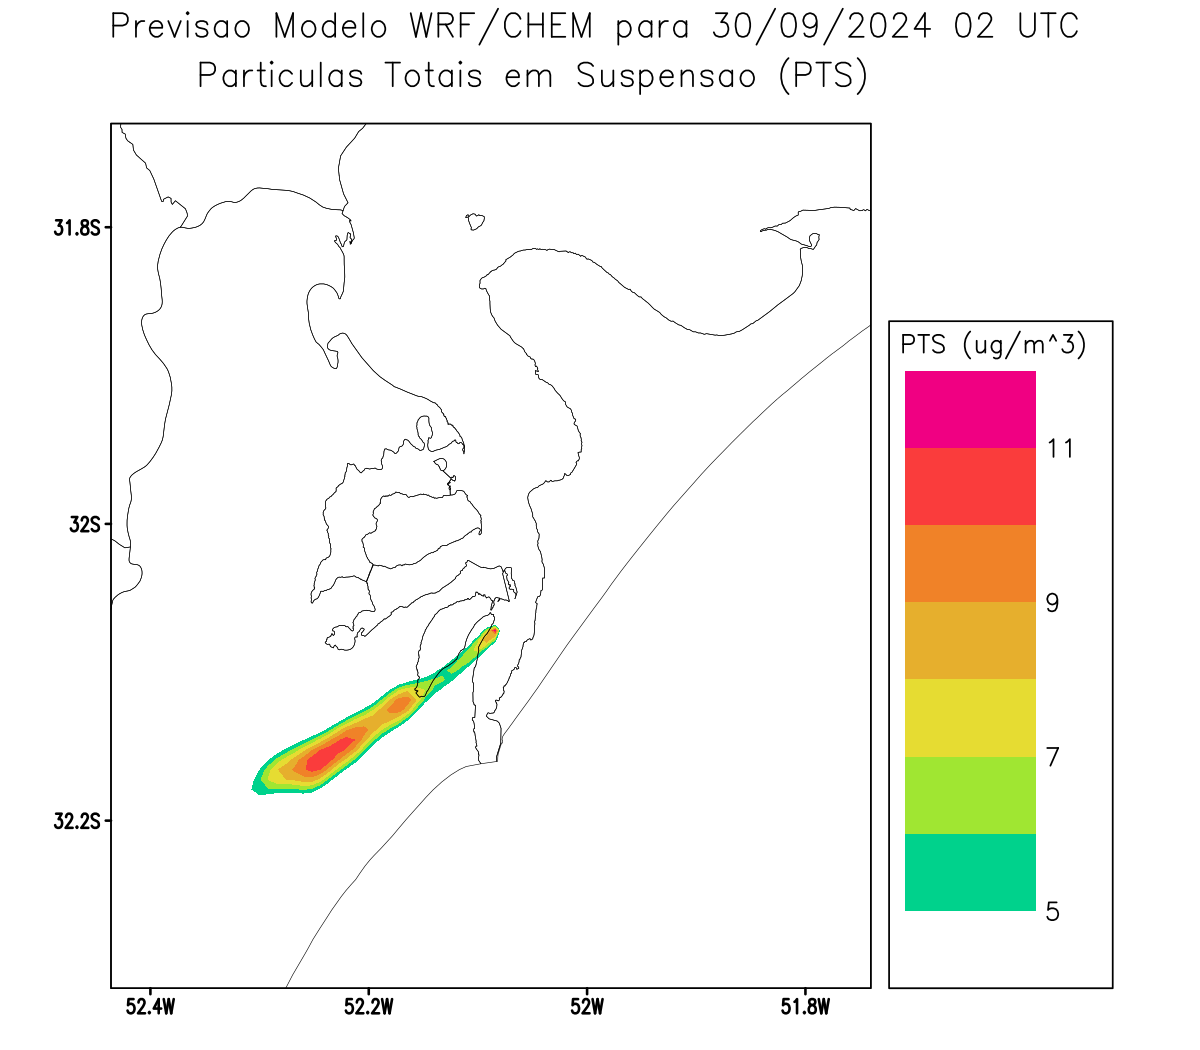 Previsao Modelo WRF/CHEM para 30/09/2024 02 UTC
Particulas Totais em Suspensao (PTS)
31.8S
32S
32.2S
52.4W
52.2W
52W
51.8W
PTS (ug/m^3)
11
9
7
5